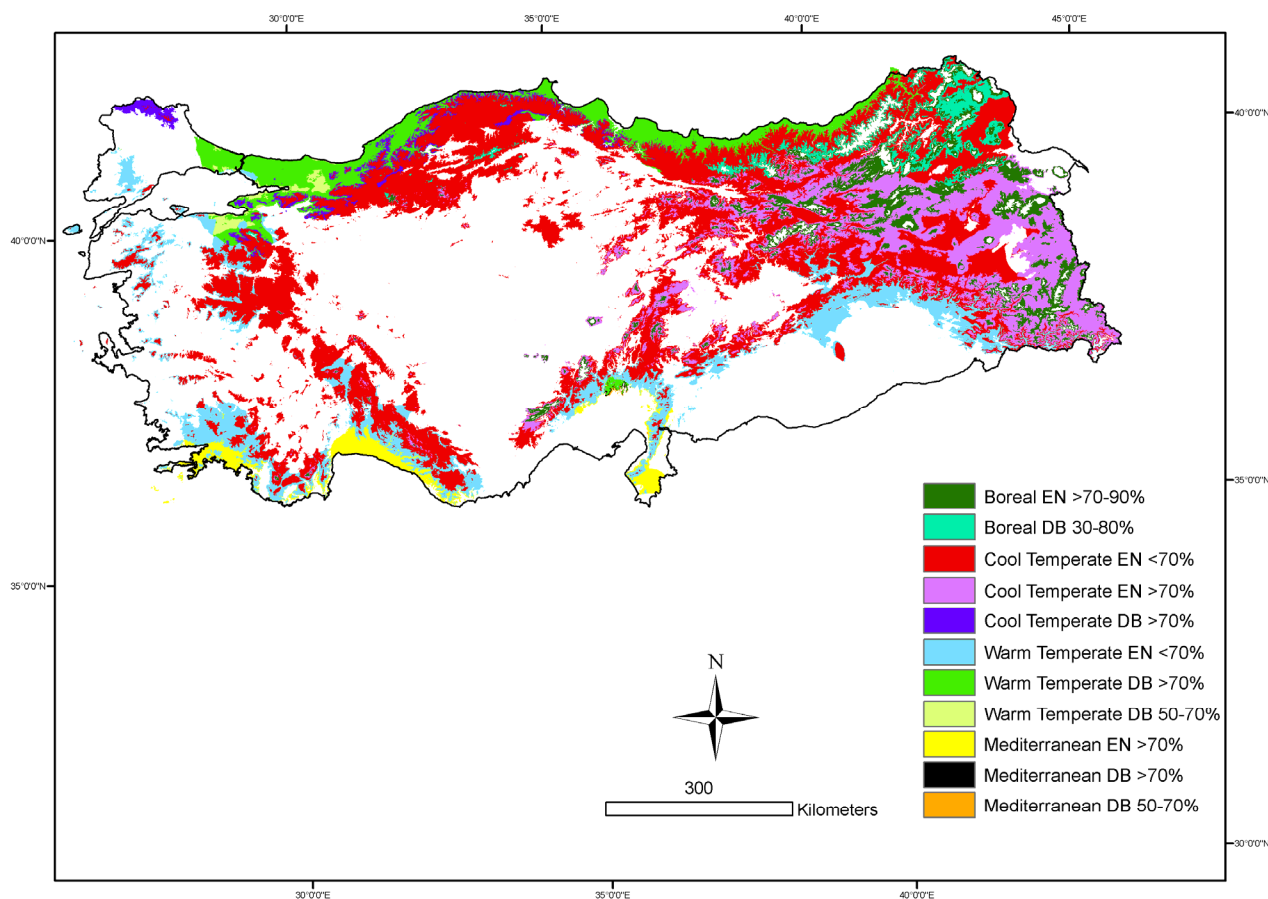 30°0'0"E 35°0'0"E 40°0'0"E 45°0'0"E
40°0'0"N
40°0'0"N
35°0'0"N
35°0'0"N
30°0'0"N
Boreal EN >70-90%
Boreal DB 30-80%
Cool Temperate EN <70%
Cool Temperate EN >70%
Cool Temperate DB >70%
Warm Temperate EN <70%
Warm Temperate DB >70%
Warm Temperate DB 50-70%
Mediterranean EN >70%
Mediterranean DB >70%
Mediterranean DB 50-70%
N
300
Kilometers
30°0'0"E 35°0'0"E 40°0'0"E